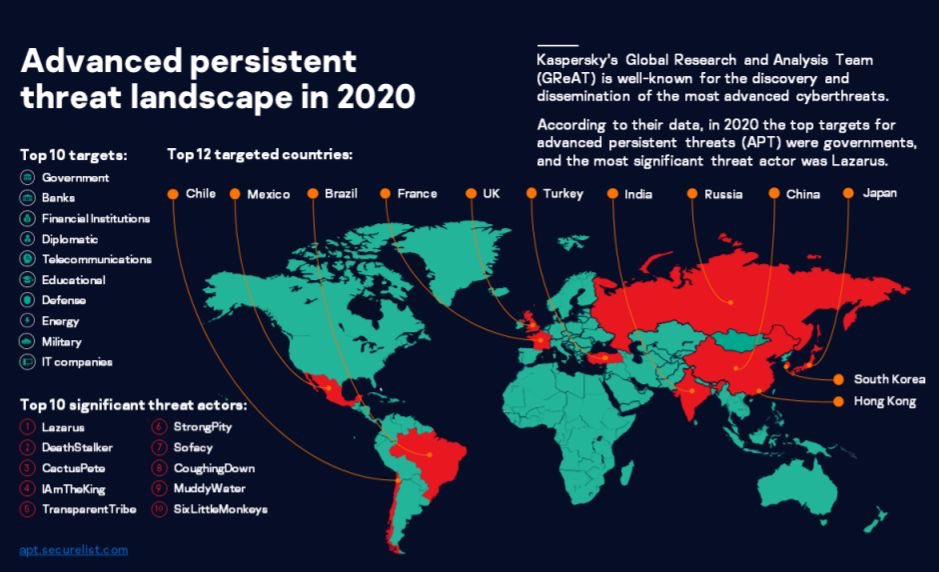 Advanced persistent
threat landscape in 2020
Kaspersky's Global Research and Analysis Team
(GReAT) is well-known for the discovery and
dissemination of the most advanced cyberthreats.
According to their data, in 2020 the top targets for
advanced persistent threats (APT) were governments,
and the most significant threat actor was Lazarus.
Top 10 targets:
Government
Banks
Financial Institutions
Diplomatic
Telecommunications
Educational
Defense
Energy
Military
IT companies
Top 12 targeted countries:
Chile
Mexico
Brazil
France
UK
Turkey
India
Russia
China
Japan
South Korea
Hong Kong
Top 10 significant threat actors:
1 Lazarus
2 DeathStalker
3 CactusPete
4 IAmTheKing
5 TransparentTribe
6 StrongPity
7 Sofacy
8 CoughingDown
9 MuddyWater
10 SixLittleMonkeys
apt.securelist.com